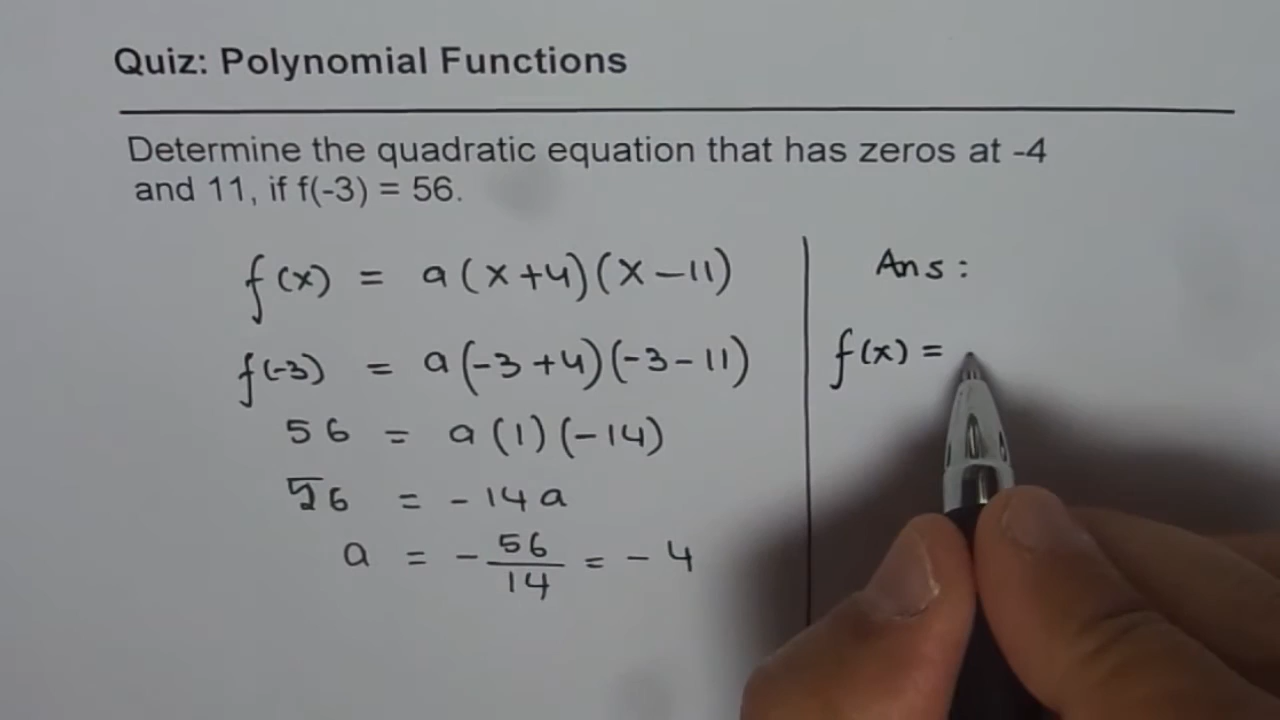 Quiz: Polynomial Functions
Determine the quadratic equation that has zeros at -4
and 11, if f(-3) = 56.
f(x) = a(x+4)(x-11)
f(-3) = a(-3+4)(-3-11)
56 = a(1)(-14)
56 = -14a
a = - 56/14 = -4
Ans:
f(x) =